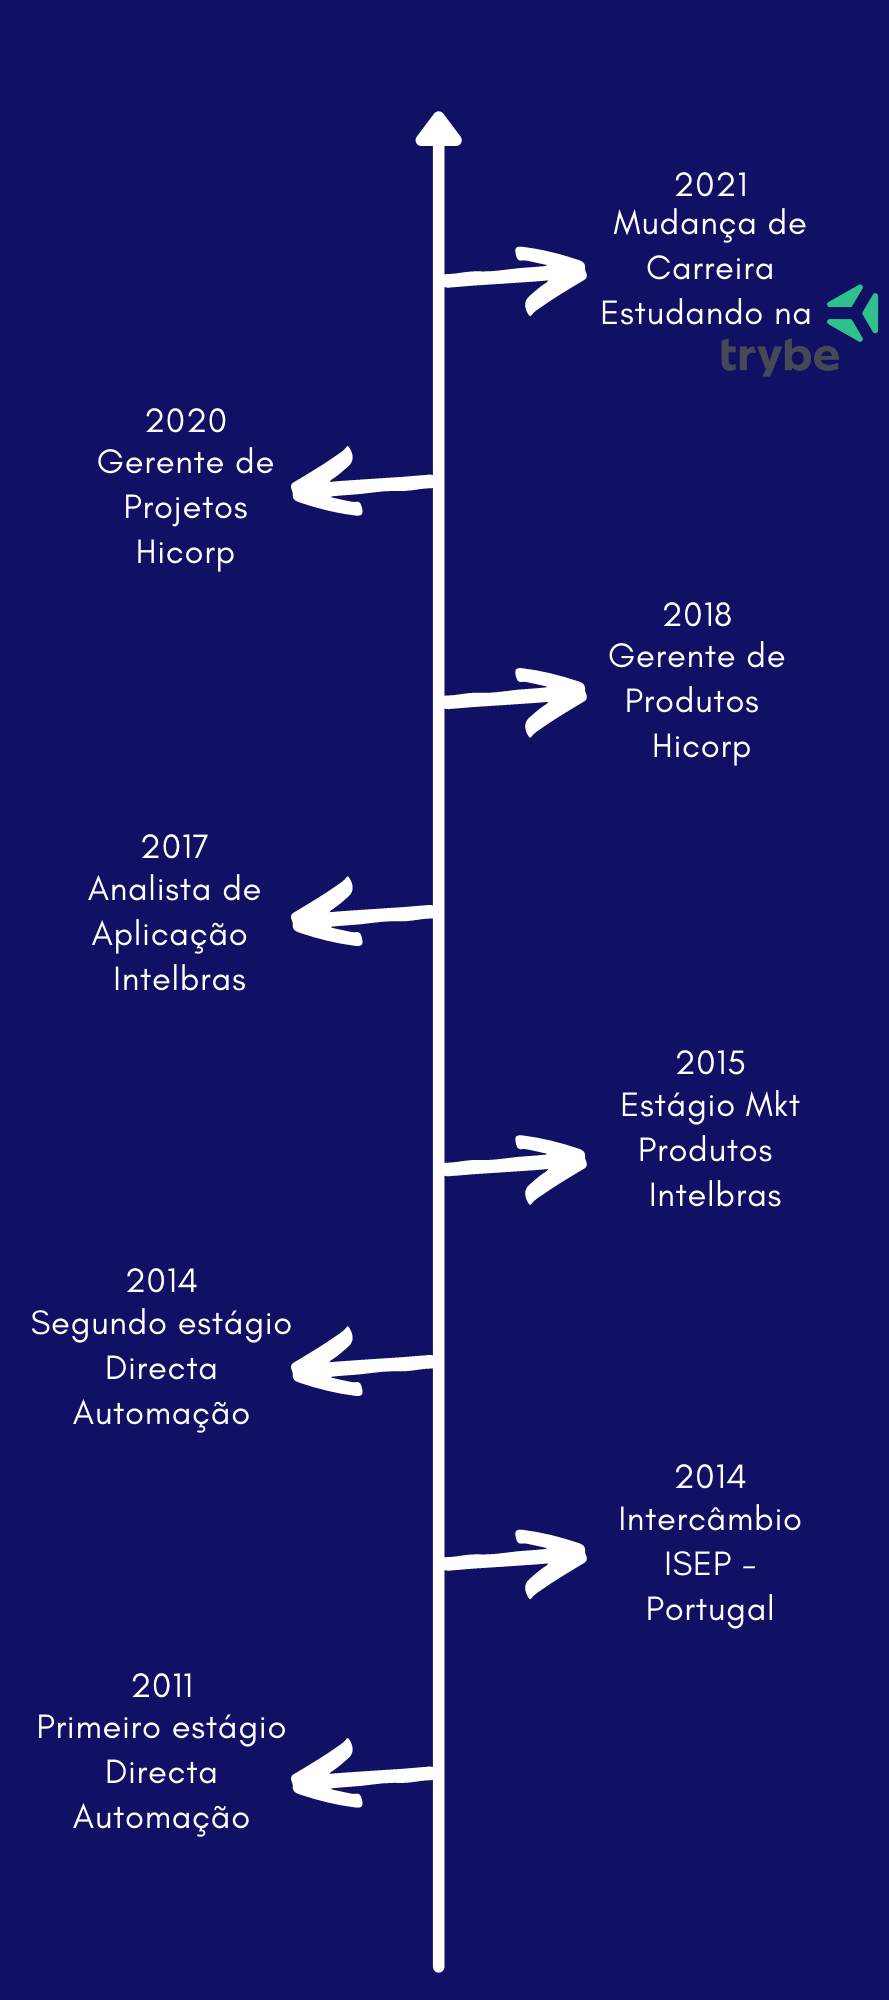 2021
Mudança de
Carreira
Estudando na
trybe
2020
Gerente de
Projetos
Hicorp
2018
Gerente de
Produtos
Hicorp
2017
Analista de
Aplicação
Intelbras
2015
Estágio Mkt
Produtos
Intelbras
2014
Segundo estágio
Directa
Automação
2014
Intercâmbio
ISEP -
Portugal
2011
Primeiro estágio
Directa
Automação